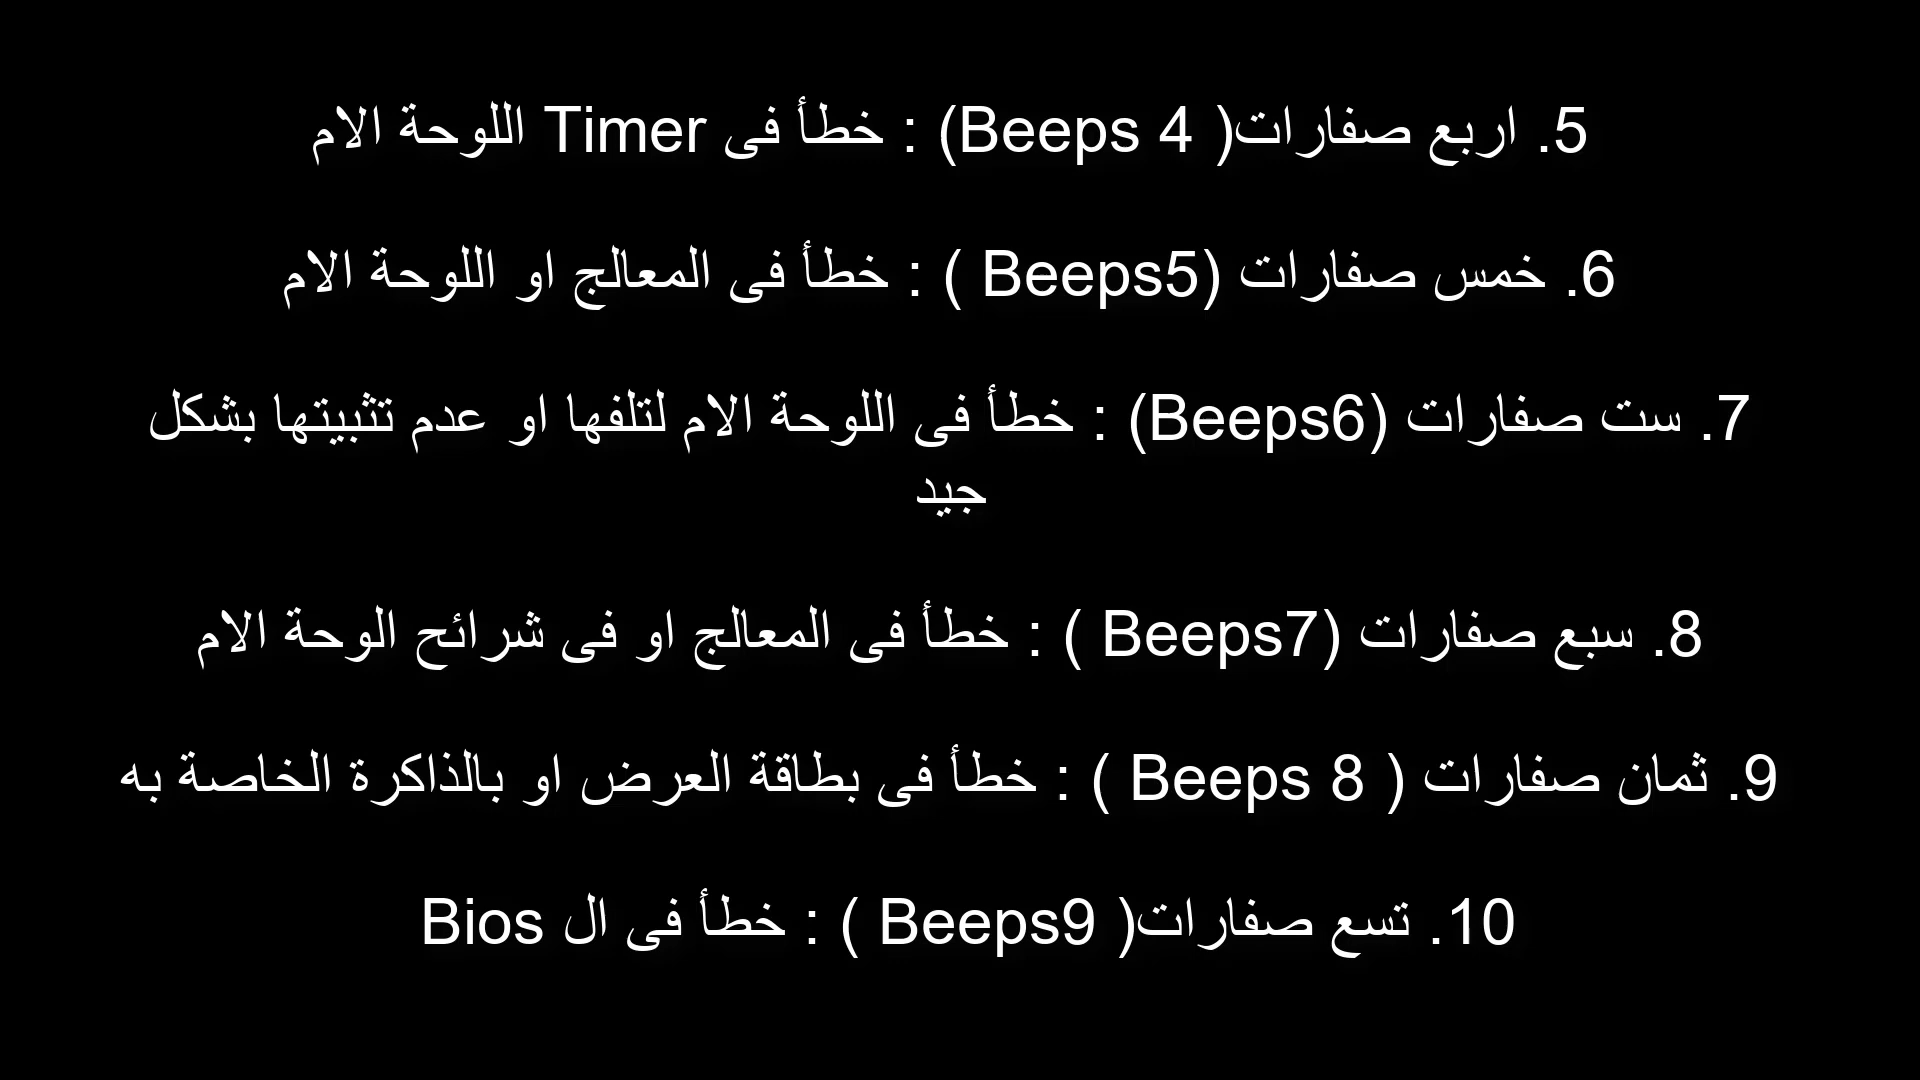 5. اربع صفارات( 4 Beeps) : خطأ فى Timer اللوحة الام
6. خمس صفارات (Beeps5 ) : خطأ فى المعالج او اللوحة الام
7. ست صفارات (Beeps6) : خطأ فى اللوحة الام لتلفها او عدم تثبيتها بشكل
جيد
8. سبع صفارات (Beeps7 ) : خطأ فى المعالج او فى شرائح الوحة الام
9. ثمان صفارات ( 8 Beeps ) : خطأ فى بطاقة العرض او بالذاكرة الخاصة به
10. تسع صفارات( Beeps9 ) : خطأ فى ال Bios